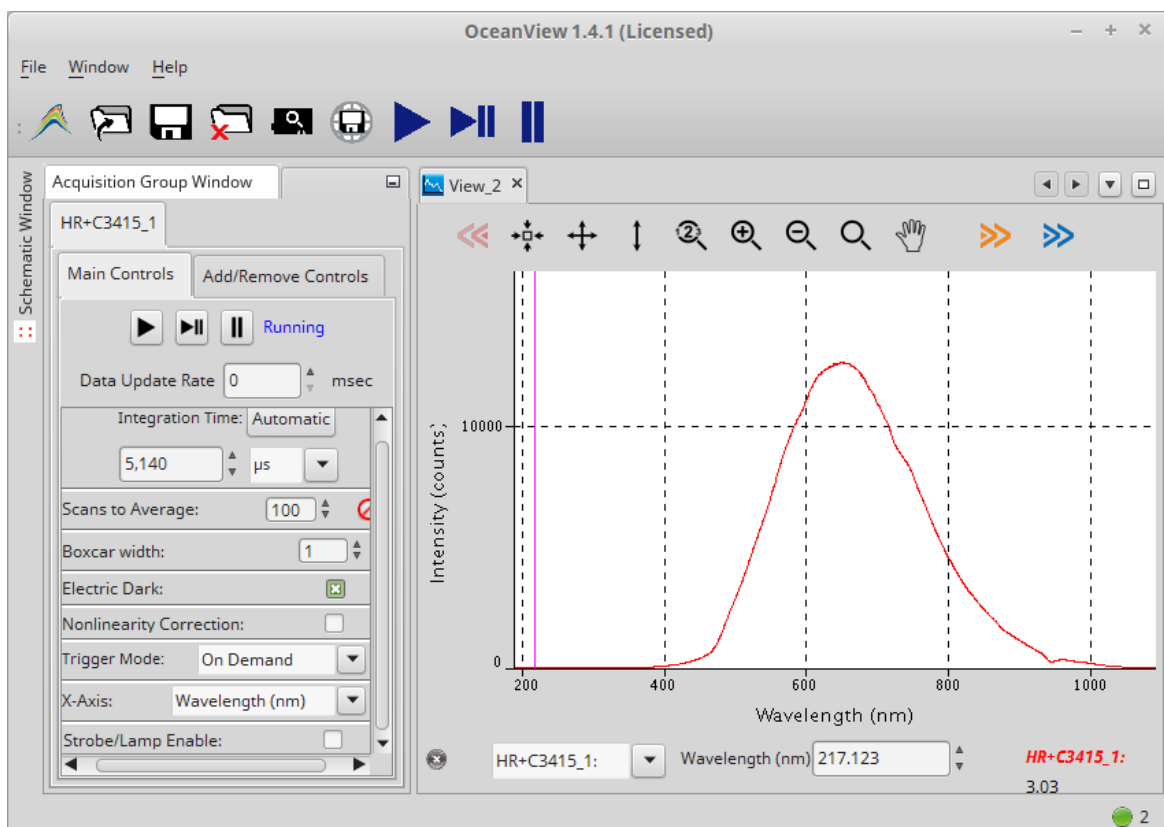 OceanView 1.4.1 (Licensed)
File Window Help
Schematic Window
Acquisition Group Window
HR+C3415_1
Main Controls Add/Remove Controls
Running
Data Update Rate 0 msec
Integration Time: Automatic
5,140 µs
Scans to Average: 100
Boxcar width: 1
Electric Dark:
Nonlinearity Correction:
Trigger Mode: On Demand
X-Axis: Wavelength (nm)
Strobe/Lamp Enable:
View_2
2
Intensity (counts)
10000
0
200 400 600 800 1000
Wavelength (nm)
HR+C3415_1: Wavelength (nm) 217.123 HR+C3415_1:
3.03
2